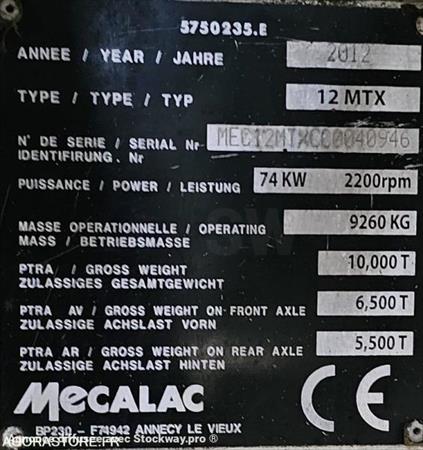 5750235.E
ANNEE / YEAR / JAHRE 2012
TYPE / TYPE / TYP 12 MTX
N° DE SERIE / SERIAL Nr MEC12MTXCC0040946
IDENTIFIRUNG. Nr
PUISSANCE / POWER / LEISTUNG 74 KW 2200rpm
MASSE OPERATIONNELLE / OPERATING 9260 KG
MASS / BETRIEBSMASSE
PTRA / GROSS WEIGHT 10,000 T
ZULASSIGES GESAMTGEWICHT
PTRA AV / GROSS WEIGHT ON FRONT AXLE 6,500 T
ZULASSIGE ACHSLAST VORN
PTRA AR / GROSS WEIGHT ON REAR AXLE 5,500 T
ZULASSIGE ACHSLAST HINTEN
MECALAC CE
BP230 - F74942 ANNECY LE VIEUX
avec Stockway.pro ®
AGORASTORE.FR